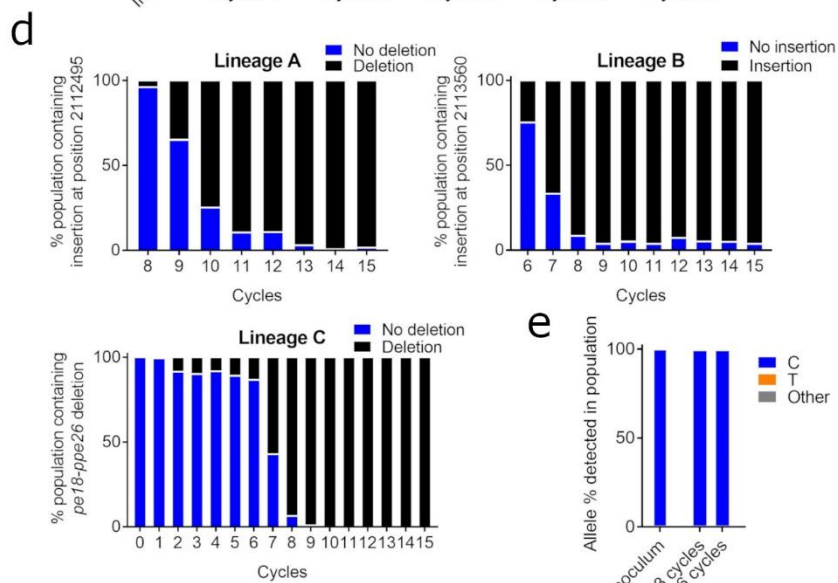 d
Lineage A
No deletion
Deletion
% population containing
insertion at position 2112495
100
50
0
8 9 10 11 12 13 14 15
Cycles
Lineage B
No insertion
Insertion
% population containing
insertion at position 2113560
100
50
0
6 7 8 9 10 11 12 13 14 15
Cycles
Lineage C
No deletion
Deletion
% population containing
pe18-ppe26 deletion
100
50
0
0 1 2 3 4 5 6 7 8 9 10 11 12 13 14 15
Cycles
e
C
T
Other
Allele % detected in population
100
50
0
3 cycles
cycles